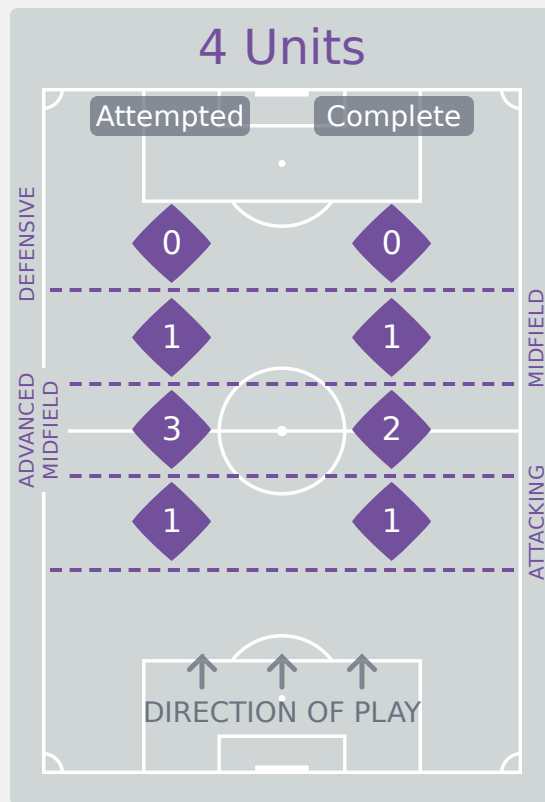 4 Units
Attempted
Complete
DEFENSIVE
0
0
MIDFIELD
1
1
ADVANCED
MIDFIELD
3
2
ATTACKING
1
1
DIRECTION OF PLAY